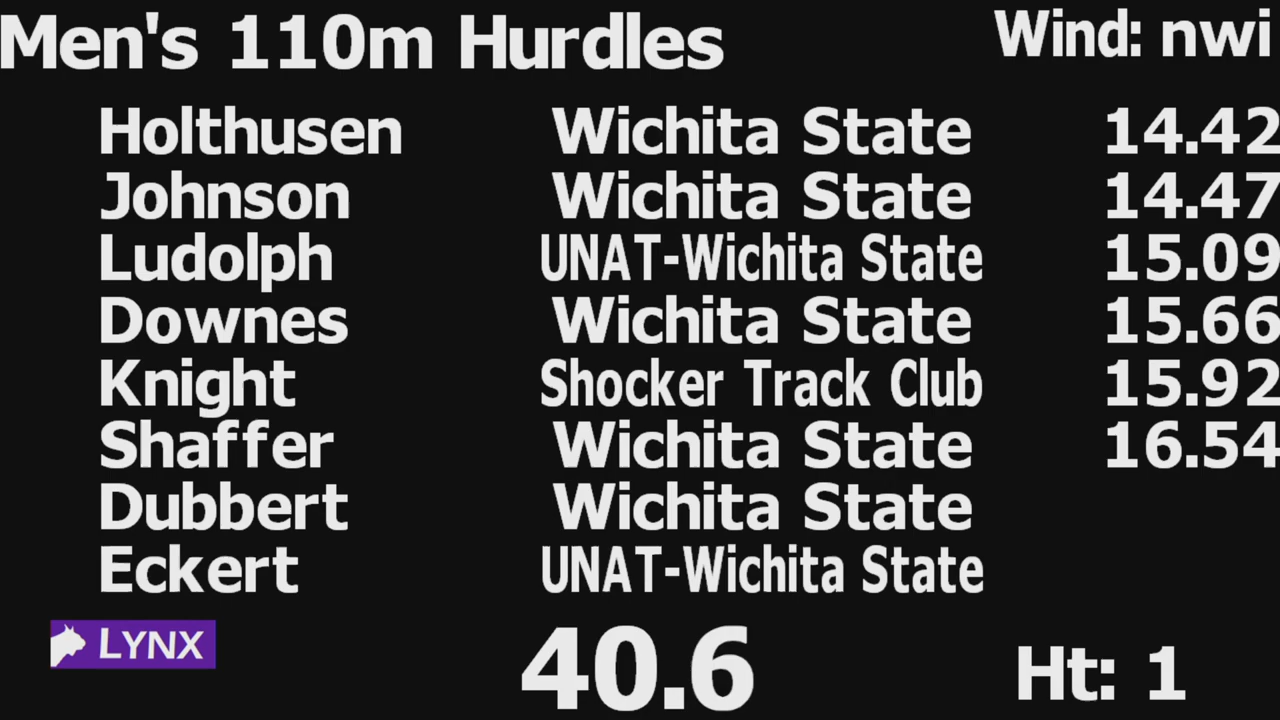 Men's 110m Hurdles Wind: nwi
Holthusen Wichita State 14.42
Johnson Wichita State 14.47
Ludolph UNAT-Wichita State 15.09
Downes Wichita State 15.66
Knight Shocker Track Club 15.92
Shaffer Wichita State 16.54
Dubbert Wichita State
Eckert UNAT-Wichita State
LYNX 40.6 Ht: 1